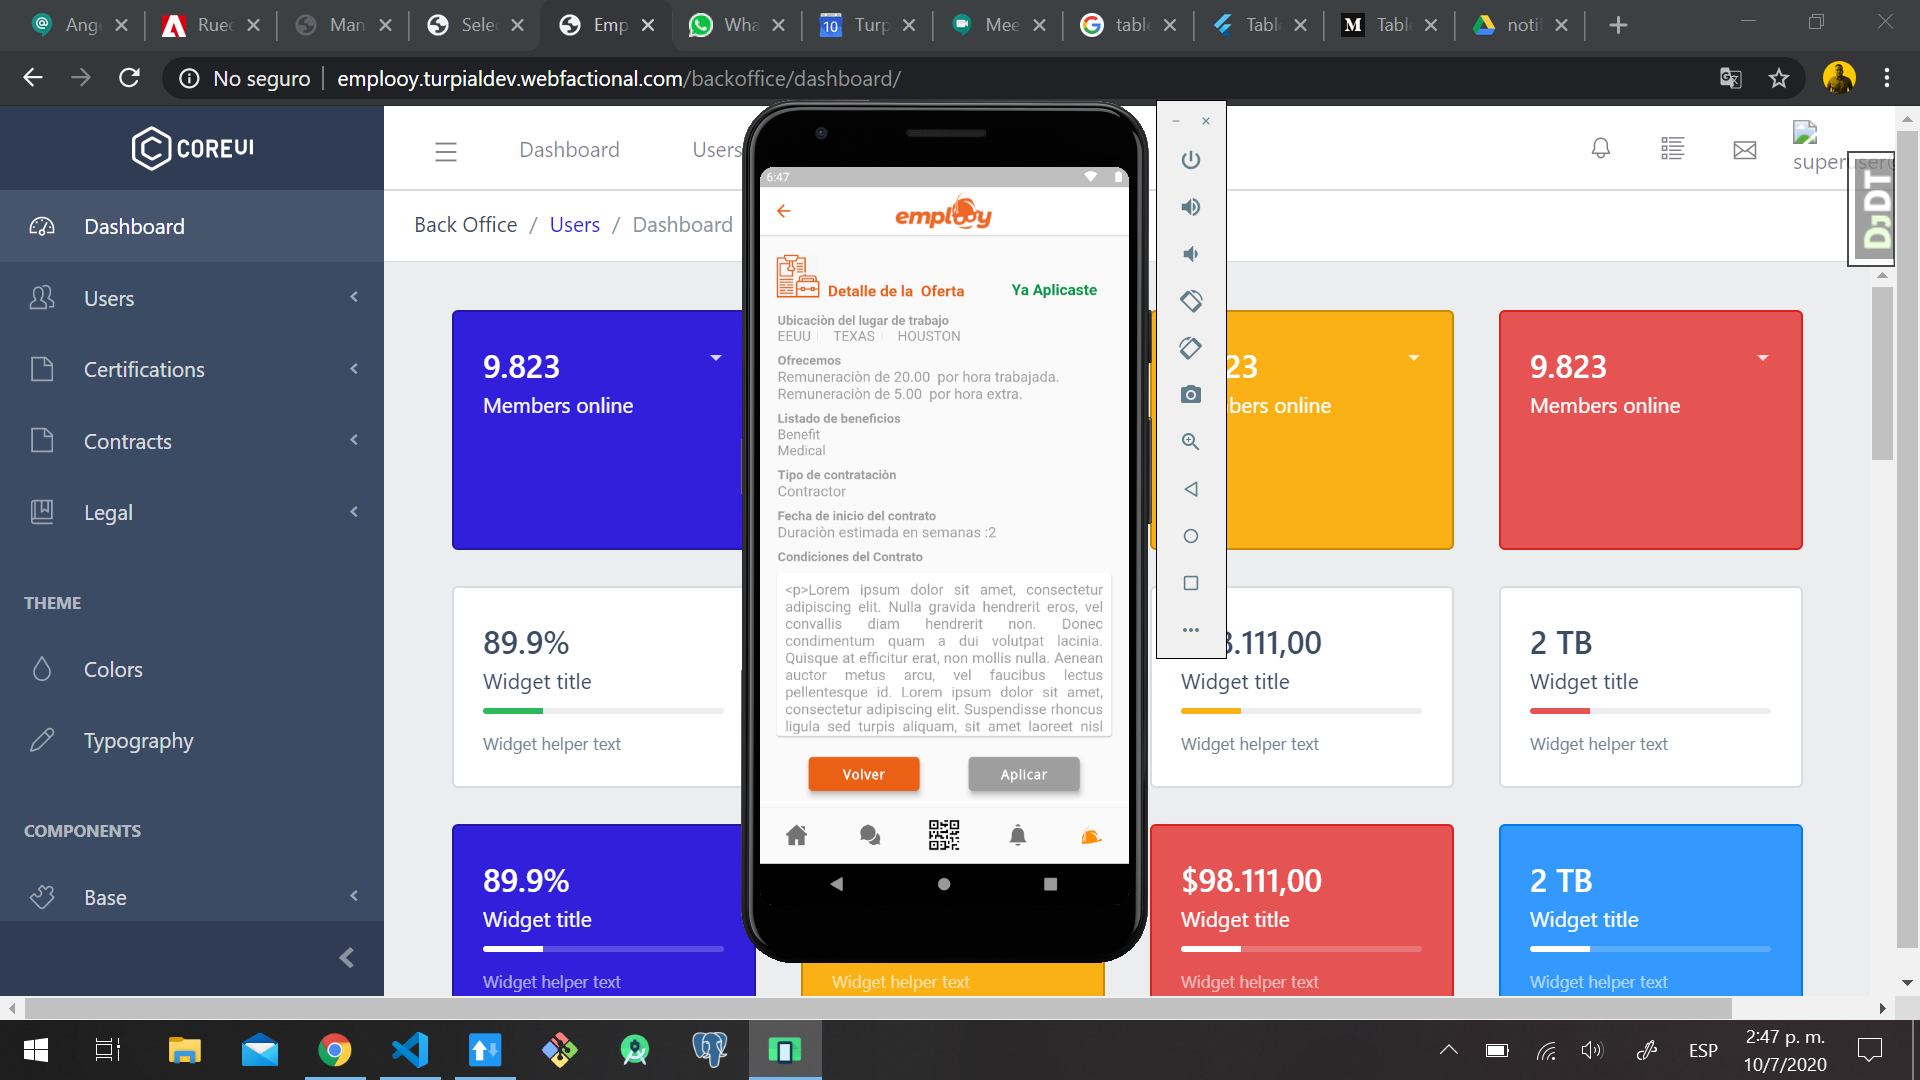 Ang
Rued
Man
Selec
Emp
Wha
10
Turp
Mee
table
Table
M
Table
notif
No seguro
emplooy.turpialdev.webfactional.com/backoffice/dashboard/
COREUI
Dashboard
Users
superuser@
DJDT
Back Office / Users / Dashboard
Dashboard
Users
Certifications
Contracts
Legal
THEME
Colors
Typography
COMPONENTS
Base
9.823
Members online
23
bers online
9.823
Members online
89.9%
Widget title
Widget helper text
8.111,00
Widget title
Widget helper text
2 TB
Widget title
Widget helper text
89.9%
Widget title
Widget helper text
Widget helper text
$98.111,00
Widget title
Widget helper text
2 TB
Widget title
Widget helper text
6:47
emplooy
Detalle de la Oferta
Ya Aplicaste
Ubicaciòn del lugar de trabajo
EEUU TEXAS HOUSTON
Ofrecemos
Remuneraciòn de 20.00 por hora trabajada.
Remuneraciòn de 5.00 por hora extra.
Listado de beneficios
Benefit
Medical
Tipo de contrataciòn
Contractor
Fecha de inicio del contrato
Duraciòn estimada en semanas :2
Condiciones del Contrato
<p>Lorem ipsum dolor sit amet, consectetur
adipiscing elit. Nulla gravida hendrerit eros, vel
convallis diam hendrerit non. Donec
condimentum quam a dui volutpat lacinia.
Quisque at efficitur erat, non mollis nulla. Aenean
auctor metus arcu, vel faucibus lectus
pellentesque id. Lorem ipsum dolor sit amet,
consectetur adipiscing elit. Suspendisse rhoncus
ligula sed turpis aliquam, sit amet laoreet nisl
Volver
Aplicar
ESP
2:47 p. m.
10/7/2020